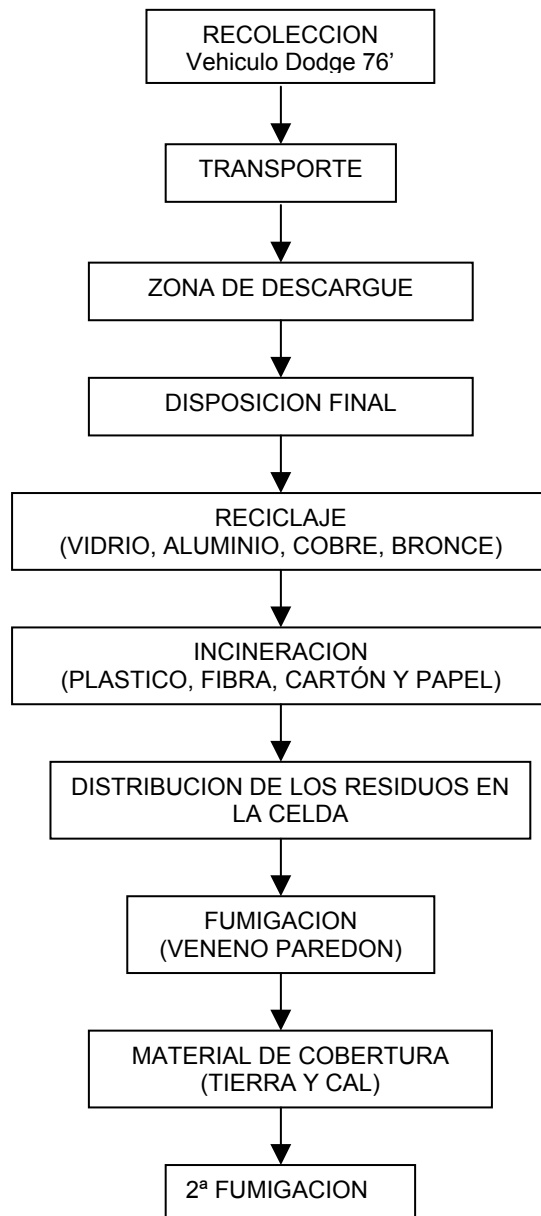 RECOLECCION
Vehiculo Dodge 76’
TRANSPORTE
ZONA DE DESCARGUE
DISPOSICION FINAL
RECICLAJE
(VIDRIO, ALUMINIO, COBRE, BRONCE)
INCINERACION
(PLASTICO, FIBRA, CARTÓN Y PAPEL)
DISTRIBUCION DE LOS RESIDUOS EN
LA CELDA
FUMIGACION
(VENENO PAREDON)
MATERIAL DE COBERTURA
(TIERRA Y CAL)
2ª FUMIGACION